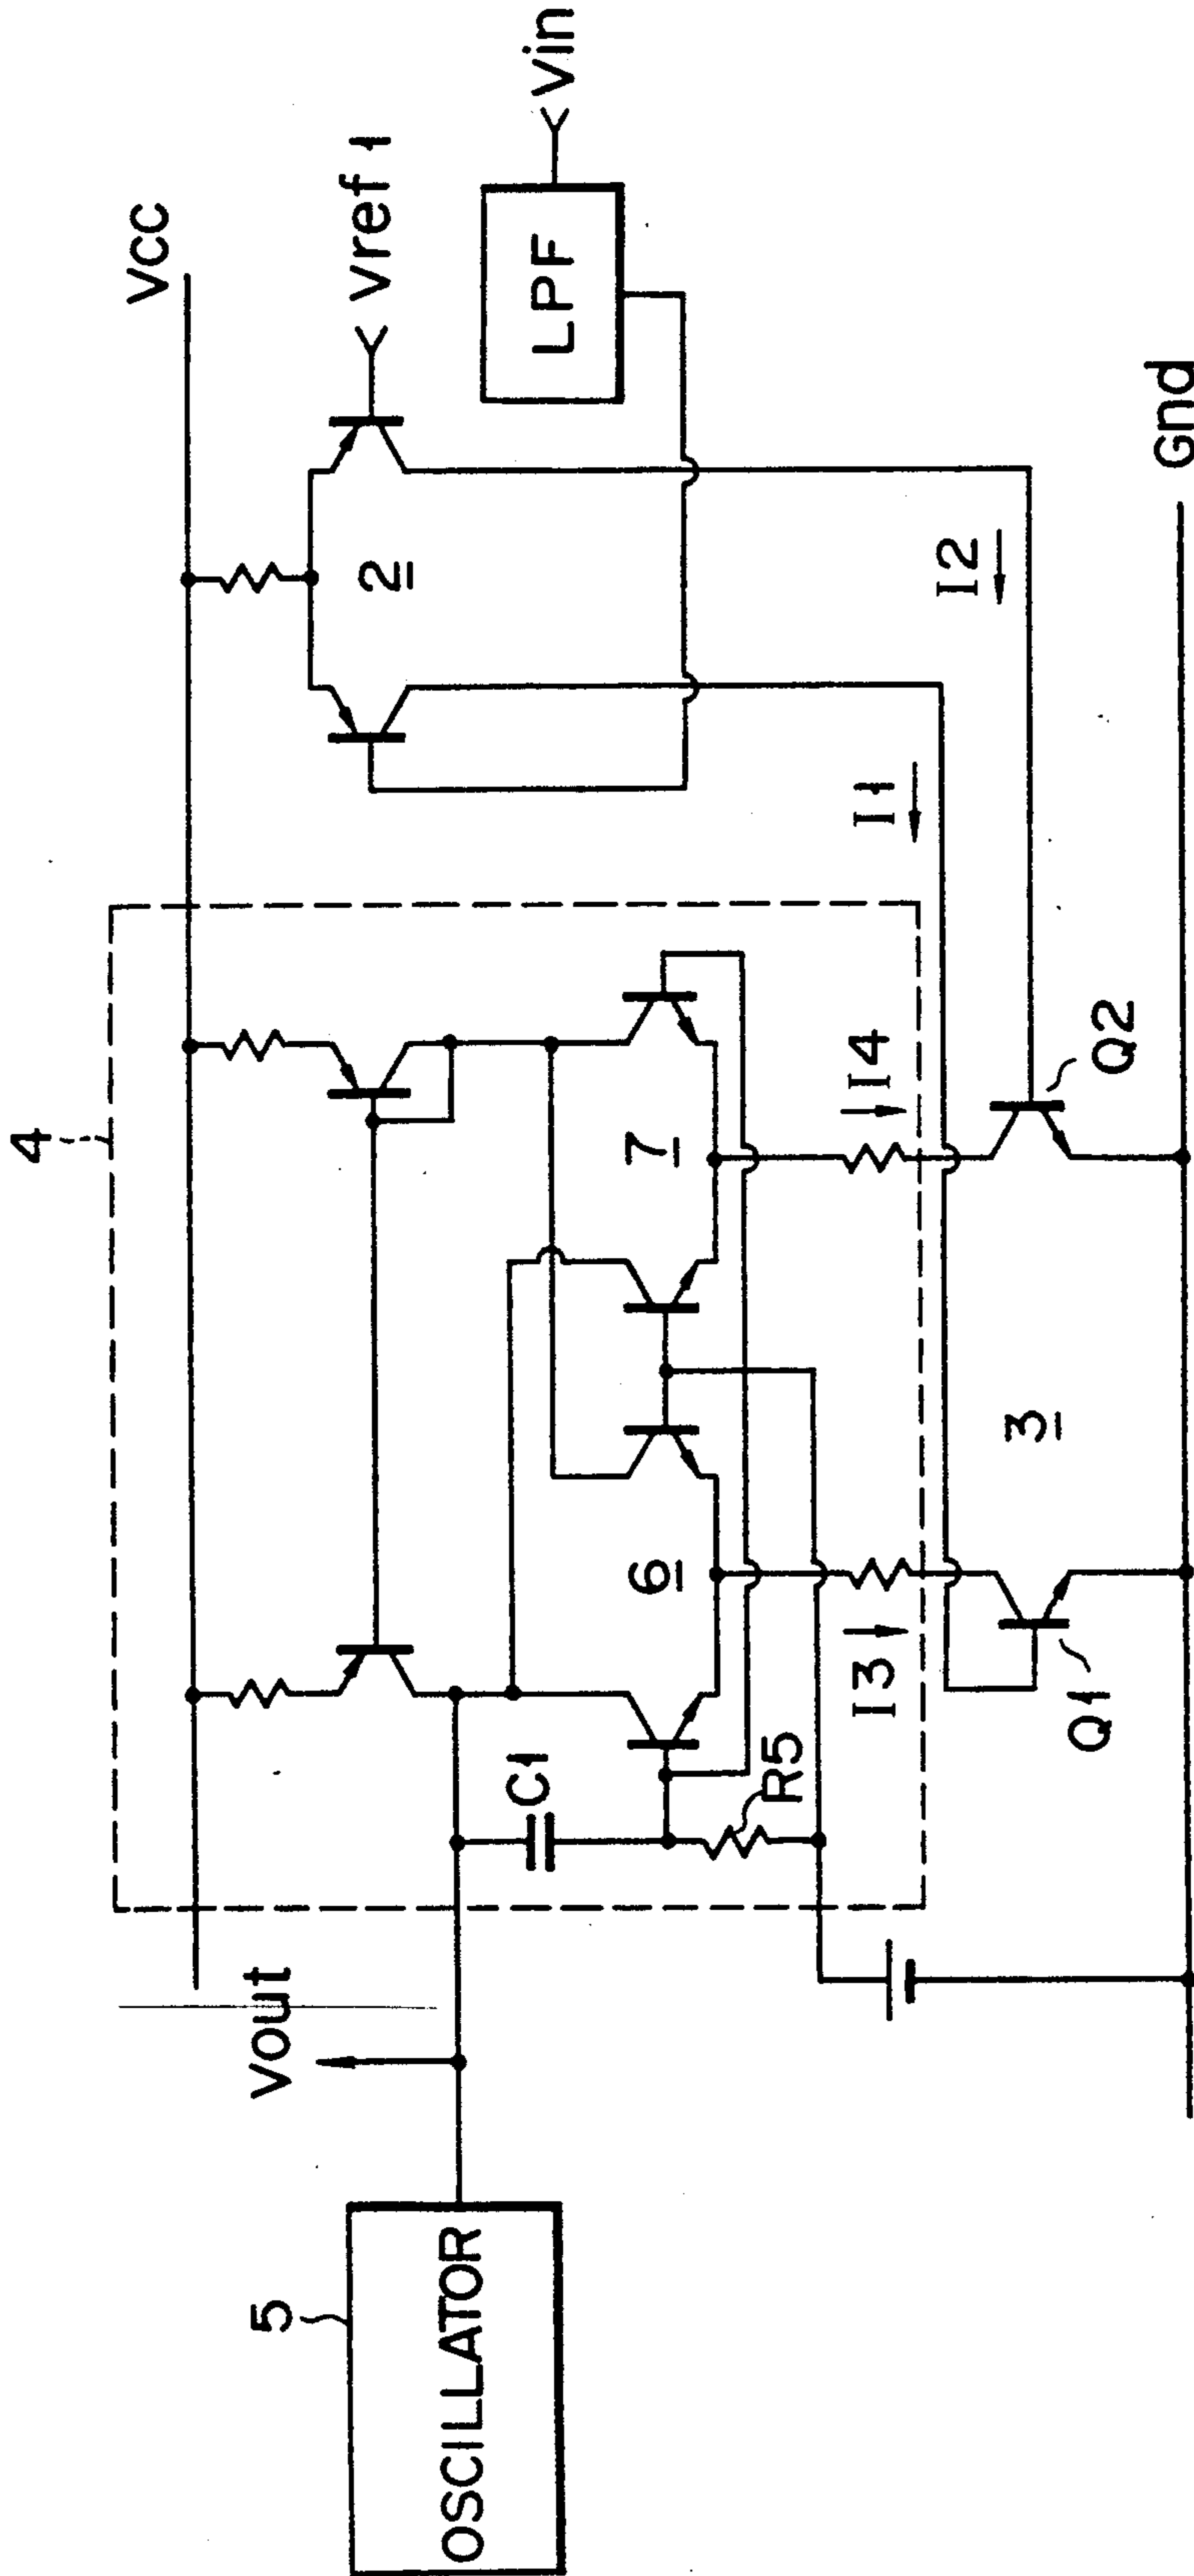 4
Vcc
Vref 1
Vin
LPF
2
Vout
5
OSCILLATOR
C1
R5
6
7
I3
I4
I1
I2
Q1
3
Q2
Gnd